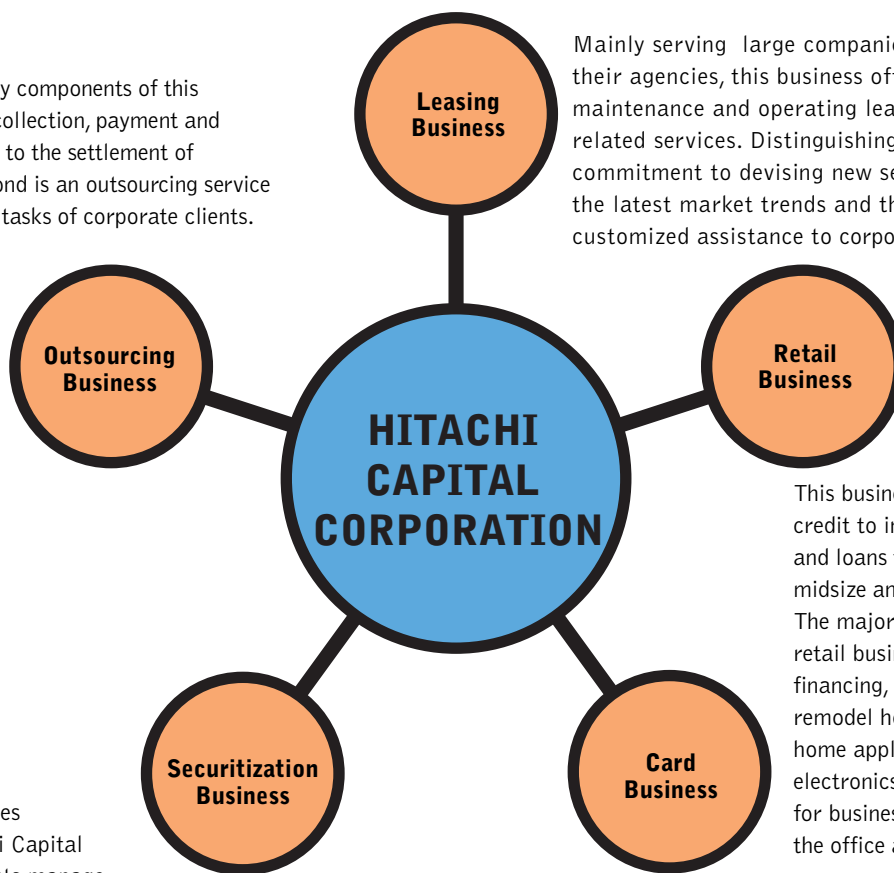 y components of this
collection, payment and
to the settlement of
ond is an outsourcing service
tasks of corporate clients.
Leasing
Business
Mainly serving large compani
their agencies, this business of
maintenance and operating lea
related services. Distinguishing
commitment to devising new se
the latest market trends and th
customized assistance to corpo
Outsourcing
Business
Retail
Business
HITACHI
CAPITAL
CORPORATION
This busin
credit to i
and loans
midsize an
The major
retail busi
financing,
remodel h
home appl
electronics
for busines
the office a
Securitization
Business
Card
Business
es
i Capital
manage